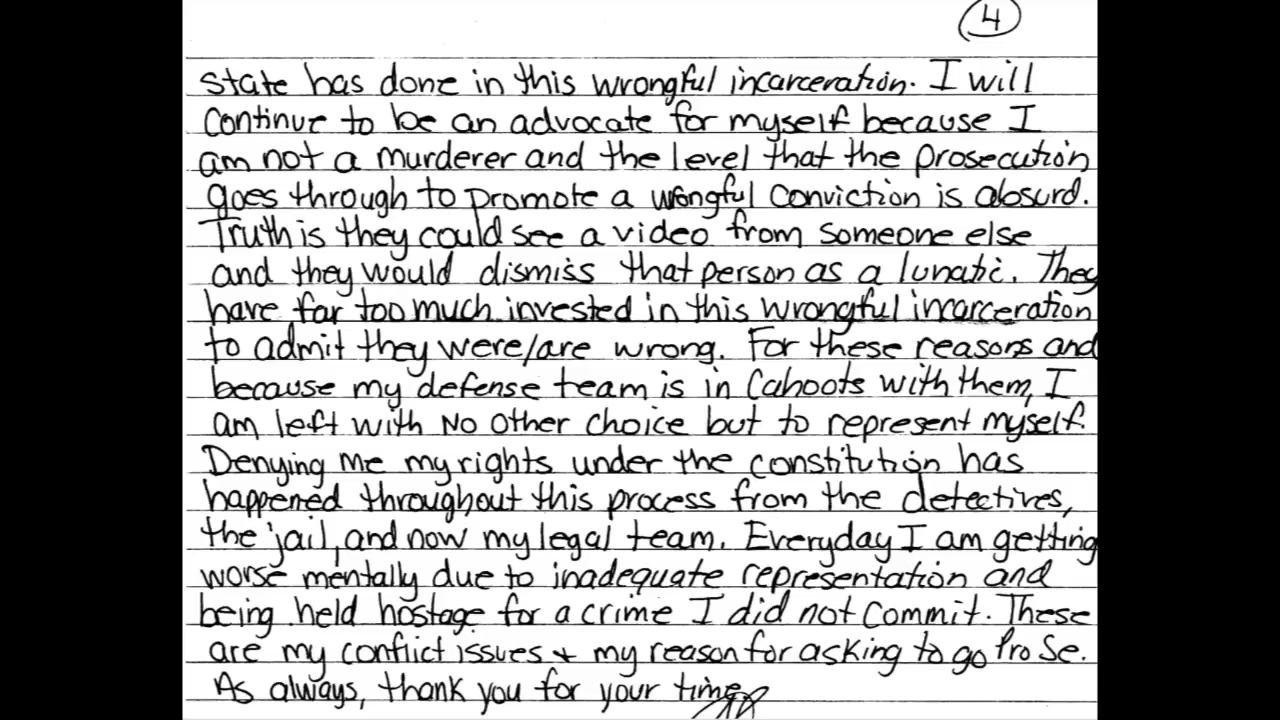 4
State has done in this wrongful incarceration. I will
continue to be an advocate for myself because I
am not a murderer and the level that the prosecution
goes through to promote a wrongful conviction is absurd.
Truth is they could see a video from someone else
and they would dismiss that person as a lunatic. They
have far too much invested in this wrongful incarceration
to admit they were/are wrong. For these reasons and
because my defense team is in Cahoots with them, I
am left with No other choice but to represent myself.
Denying me my rights under the constitution has
happened throughout this process from the detectives,
the jail, and now my legal team. Everyday I am getting
worse mentally due to inadequate representation and
being held hostage for a crime I did not commit. These
are my conflict issues + my reason for asking to go Pro Se.
As always, thank you for your time